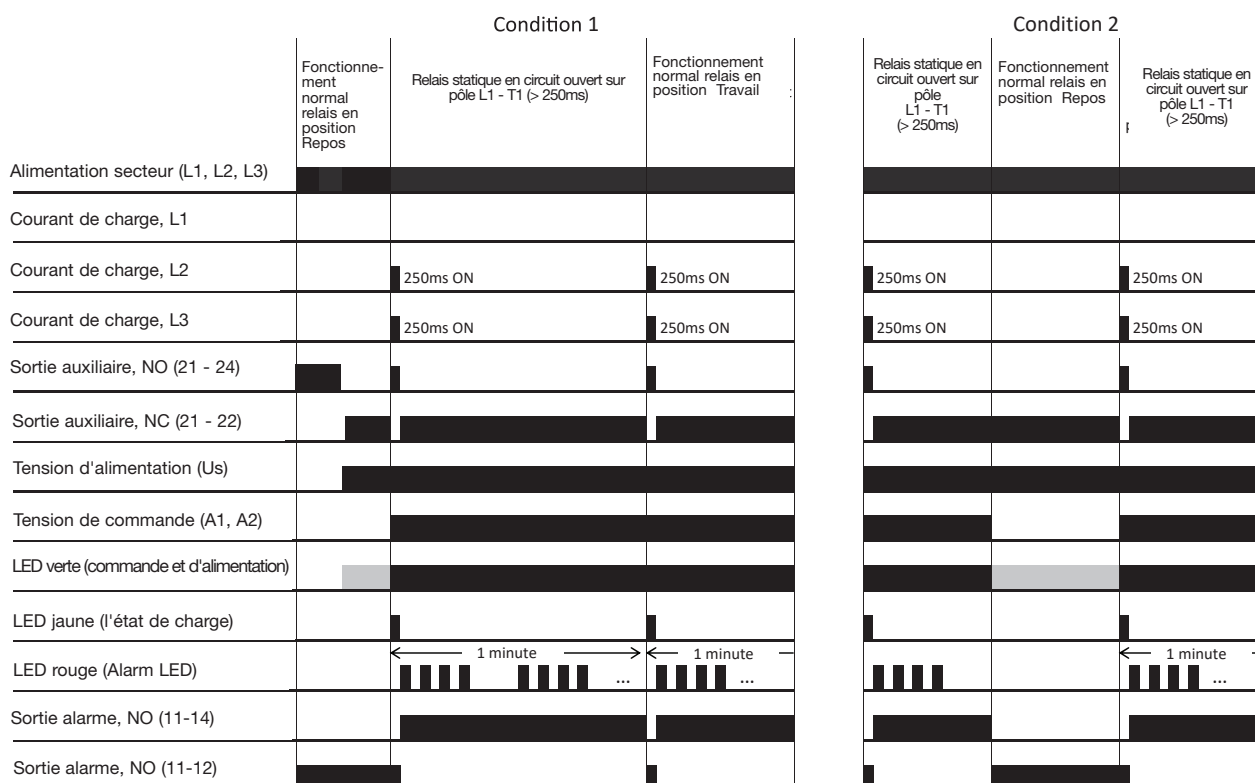 Condition 1
Condition 2
Fonctionne-
ment
normal
relais en
position
Repos
Relais statique en circuit ouvert sur
pôle L1 - T1 (> 250ms)
Fonctionnement
normal relais en
position Travail
:
Relais statique en
circuit ouvert sur
pôle
L1 - T1
(> 250ms)
Fonctionnement
normal relais en
position Repos
Relais statique en
circuit ouvert sur
pôle L1 - T1
(> 250ms)
Alimentation secteur (L1, L2, L3)
Courant de charge, L1
Courant de charge, L2
250ms ON
250ms ON
250ms ON
250ms ON
Courant de charge, L3
250ms ON
250ms ON
250ms ON
250ms ON
Sortie auxiliaire, NO (21 - 24)
Sortie auxiliaire, NC (21 - 22)
Tension d'alimentation (Us)
Tension de commande (A1, A2)
LED verte (commande et d'alimentation)
LED jaune (l'état de charge)
1 minute
1 minute
1 minute
LED rouge (Alarm LED)
...
...
...
Sortie alarme, NO (11-14)
Sortie alarme, NO (11-12)